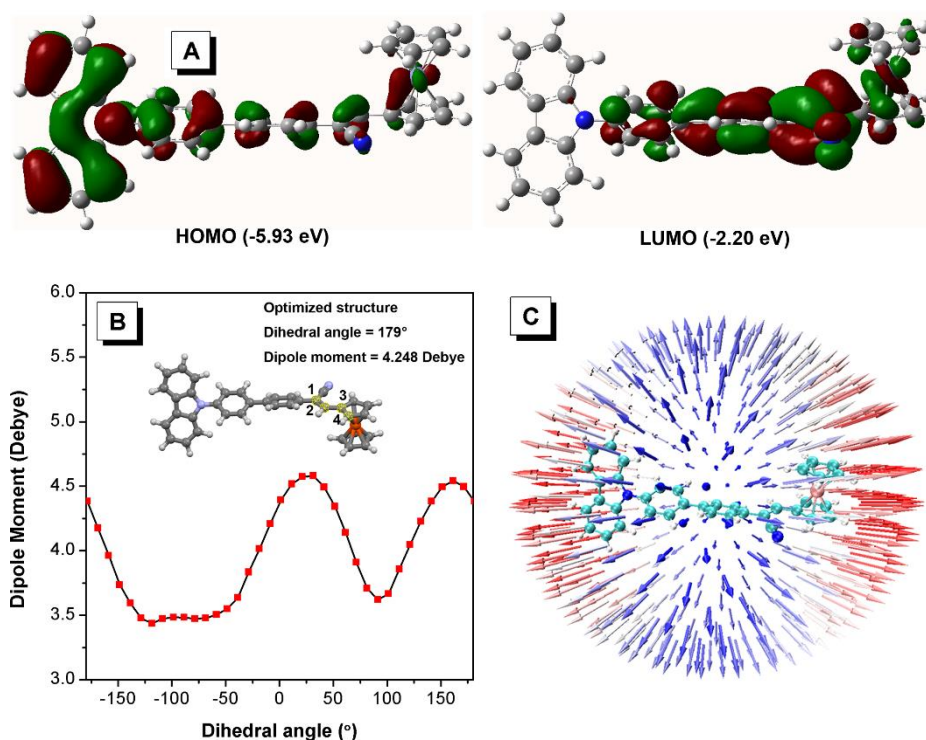 A
HOMO (-5.93 eV)
LUMO (-2.20 eV)
B
Optimized structure
Dihedral angle = 179°
Dipole moment = 4.248 Debye
1
2
3
4
6.0
5.5
5.0
4.5
4.0
3.5
3.0
Dipole Moment (Debye)
-150
-100
-50
0
50
100
150
Dihedral angle (°)
C